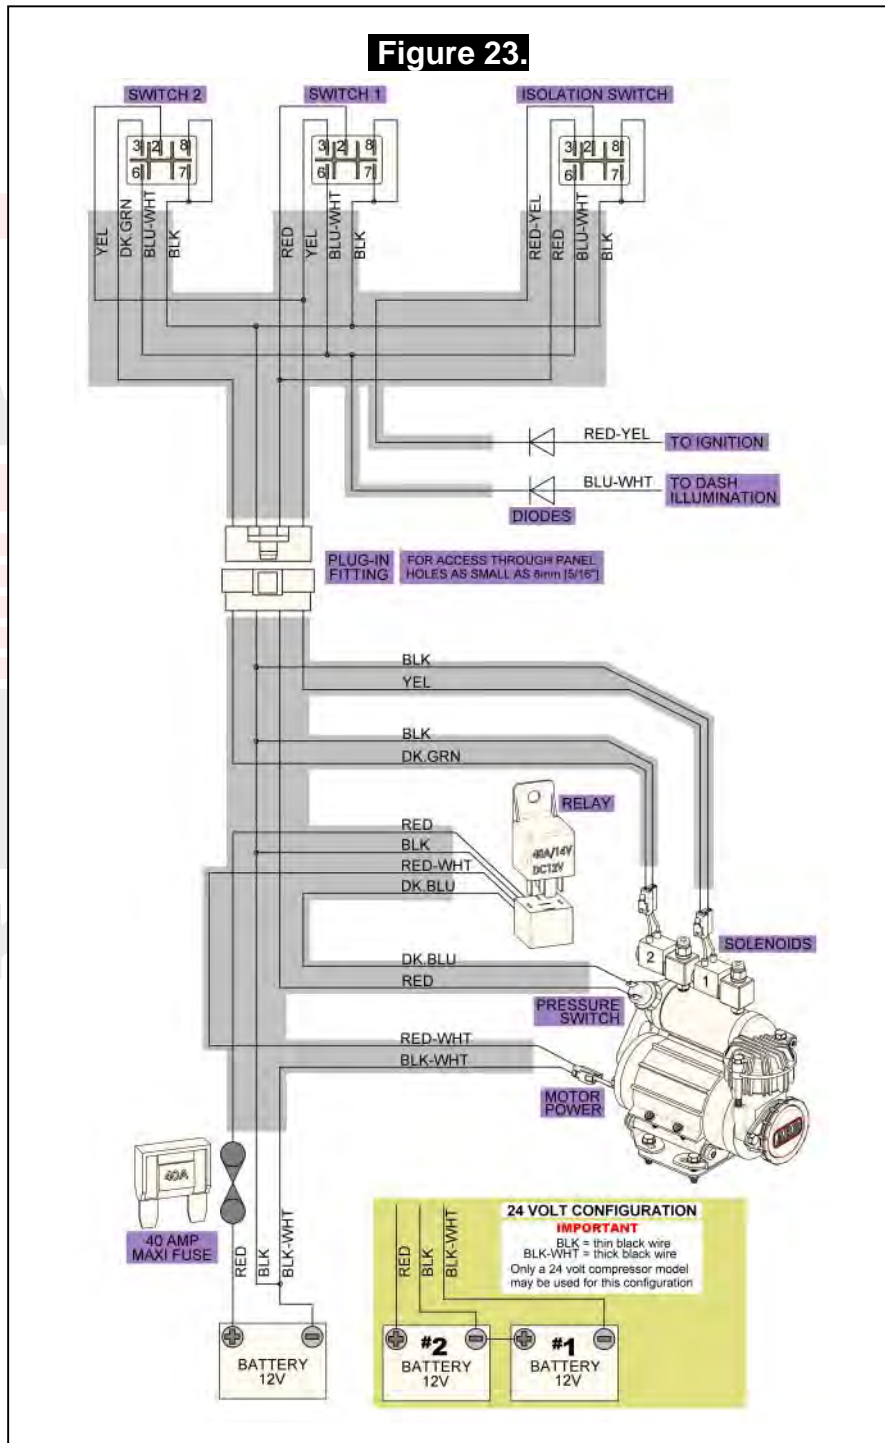 Figure 23.
SWITCH 2
SWITCH 1
ISOLATION SWITCH
3 2 8
6 7
3 2 8
6 7
3 2 8
6 7
YEL
DK.GRN
BLU-WHT
BLK
RED
YEL
BLU-WHT
BLK
RED-YEL
RED
BLU-WHT
BLK
RED-YEL
TO IGNITION
BLU-WHT
TO DASH
ILLUMINATION
DIODES
PLUG-IN
FITTING
FOR ACCESS THROUGH PANEL
HOLES AS SMALL AS 8mm [5/16"]
BLK
YEL
BLK
DK.GRN
RELAY
40A/14V
DC12V
RED
BLK
RED-WHT
DK.BLU
SOLENOIDS
2
1
DK.BLU
RED
PRESSURE
SWITCH
RED-WHT
BLK-WHT
MOTOR
POWER
ARB
40A
40 AMP
MAXI FUSE
RED
BLK
BLK-WHT
BATTERY
12V
24 VOLT CONFIGURATION
IMPORTANT
BLK = thin black wire
BLK-WHT = thick black wire
Only a 24 volt compressor model
may be used for this configuration
RED
BLK
BLK-WHT
#2
BATTERY
12V
#1
BATTERY
12V